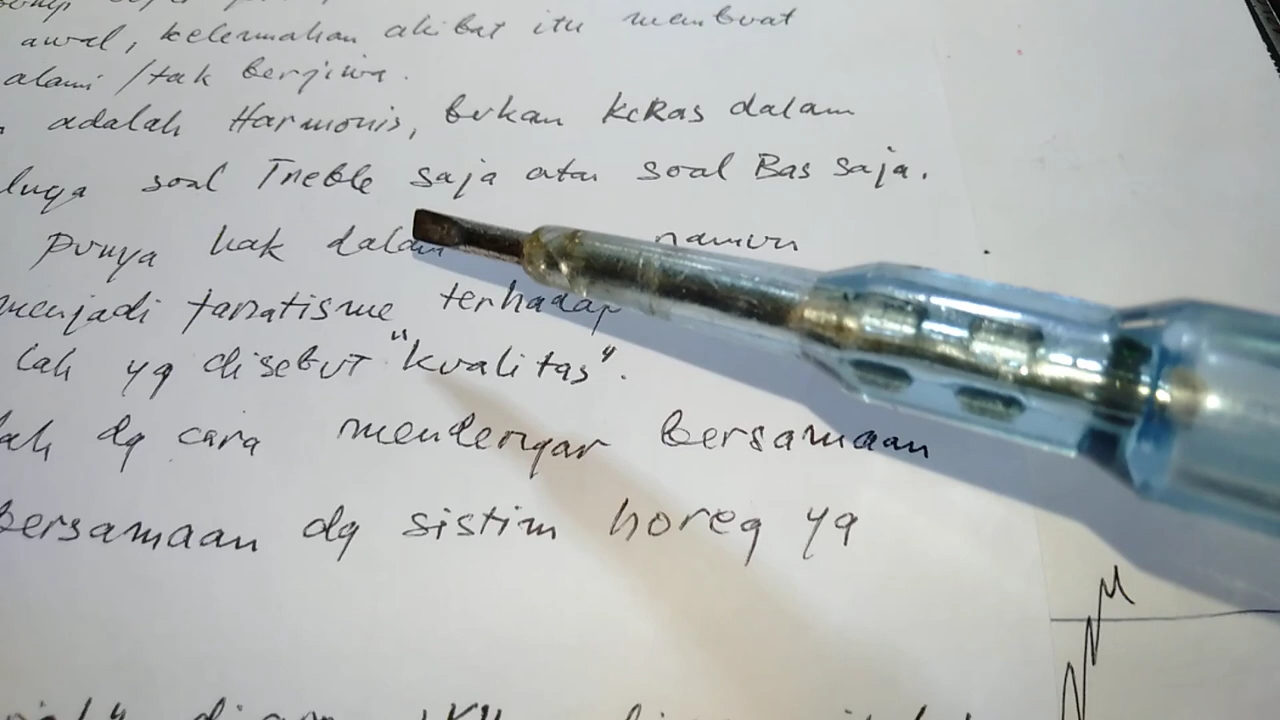 awal, kelemahan akibat itu membuat
alami /tak berjiwa.
adalah Harmonis, bukan keRas dalam
soal Treble saja atau soal Bas saja.
punya hak dalam namun
menjadi fanatisme terhadap
lah yg disebut "kualitas".
dg cara mendengar bersamaan
bersamaan dg sistim horeg yg